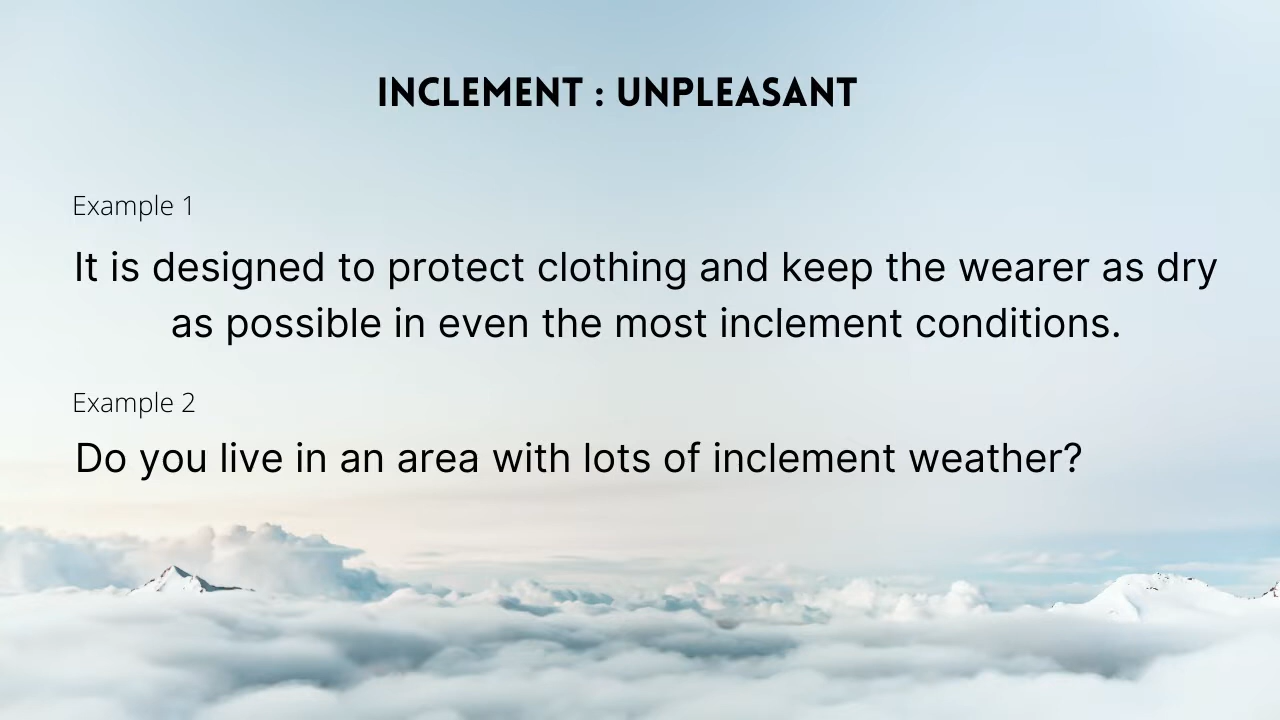 INCLEMENT : UNPLEASANT
Example 1
It is designed to protect clothing and keep the wearer as dry
as possible in even the most inclement conditions.
Example 2
Do you live in an area with lots of inclement weather?